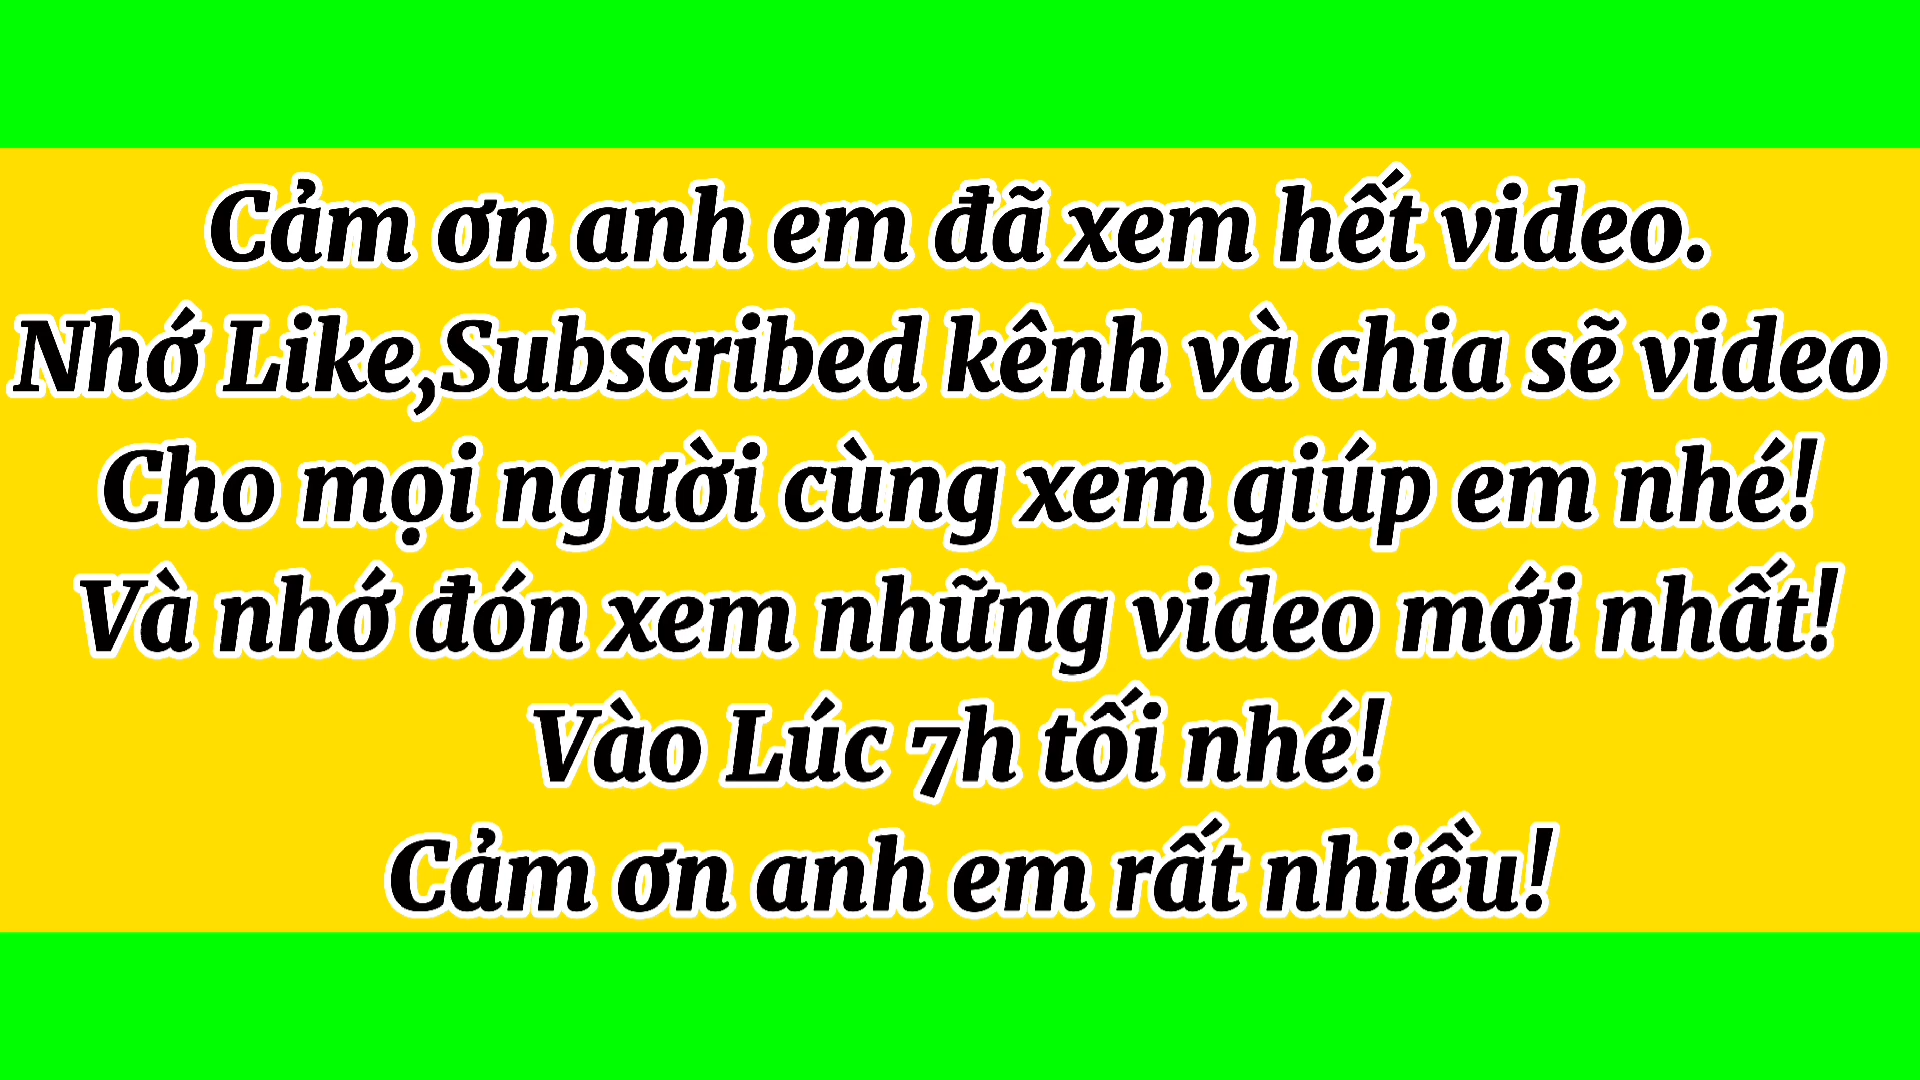 Cảm ơn anh em đã xem hết video.
Nhớ Like,Subscribed kênh và chia sẽ video
Cho mọi người cùng xem giúp em nhé!
Và nhớ đón xem những video mới nhất!
Vào Lúc 7h tối nhé!
Cảm ơn anh em rất nhiều!